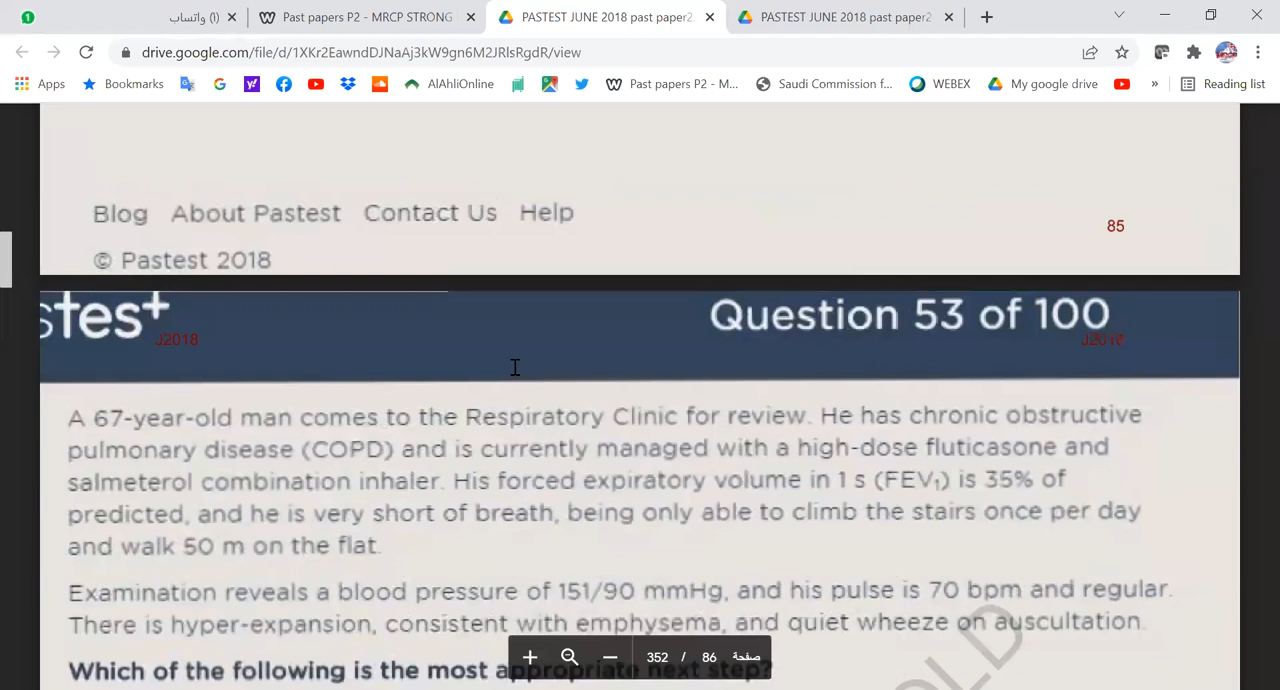 (1) واتساب
Past papers P2 - MRCP STRONG
PASTEST JUNE 2018 past paper2
PASTEST JUNE 2018 past paper2
drive.google.com/file/d/1XKr2EawndDJNaAj3kW9gn6M2JRIsRgdR/view
Apps
Bookmarks
AlAhliOnline
Past papers P2 - M...
Saudi Commission f...
WEBEX
My google drive
»
Reading list
Blog About Pastest Contact Us Help
85
© Pastest 2018
stest+
Question 53 of 100
J2018
J2018
A 67-year-old man comes to the Respiratory Clinic for review. He has chronic obstructive
pulmonary disease (COPD) and is currently managed with a high-dose fluticasone and
salmeterol combination inhaler. His forced expiratory volume in 1 s (FEV₁) is 35% of
predicted, and he is very short of breath, being only able to climb the stairs once per day
and walk 50 m on the flat.
Examination reveals a blood pressure of 151/90 mmHg, and his pulse is 70 bpm and regular.
There is hyper-expansion, consistent with emphysema, and quiet wheeze on auscultation.
Which of the following is the most appropriate next step?
OLD
352 / 86 صفحة